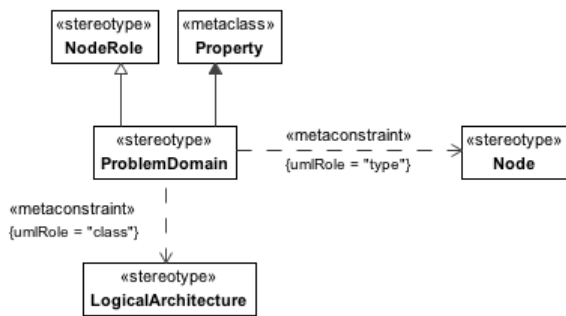 «stereotype»
NodeRole
«metaclass»
Property
«stereotype»
ProblemDomain
«metaconstraint»
{umlRole = "type"}
«stereotype»
Node
«metaconstraint»
{umlRole = "class"}
«stereotype»
LogicalArchitecture